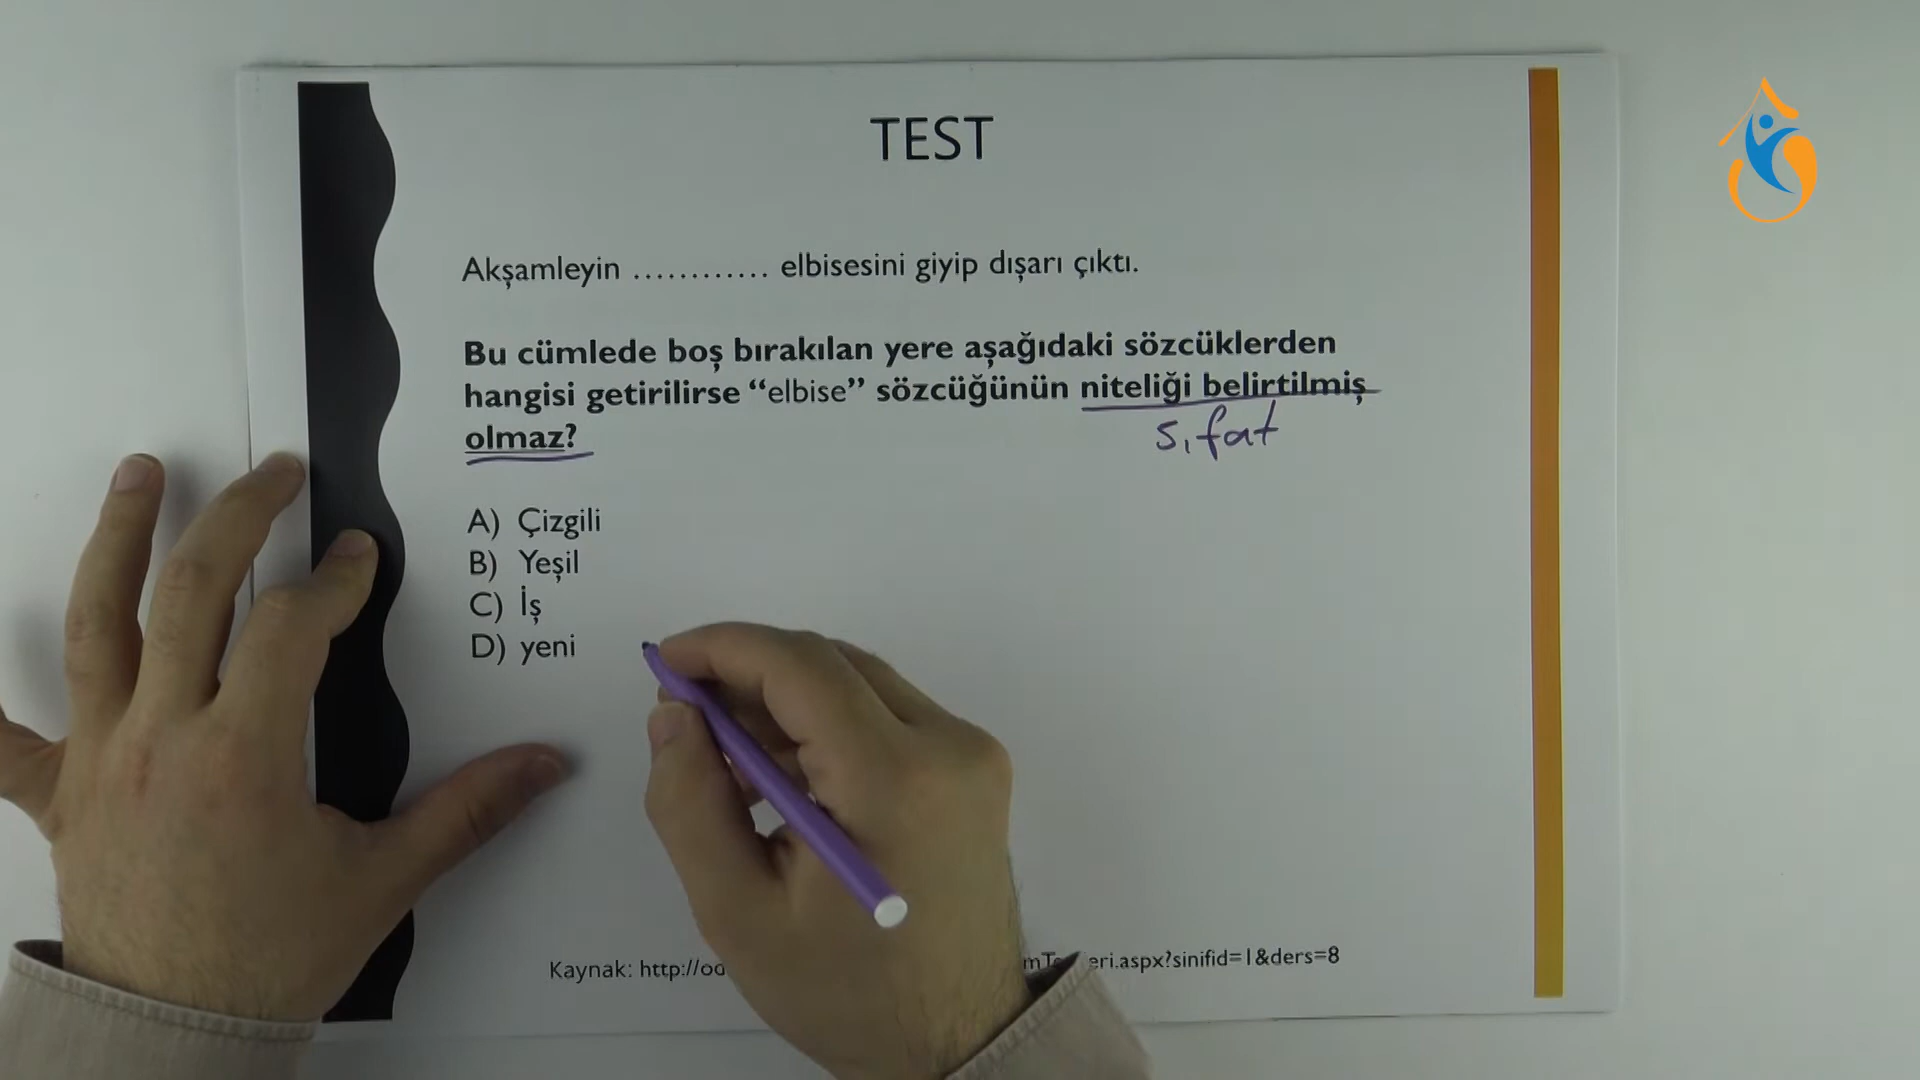 TEST
Akşamleyin ............ elbisesini giyip dışarı çıktı.
Bu cümlede boş bırakılan yere aşağıdaki sözcüklerden
hangisi getirilirse “elbise” sözcüğünün niteliği belirtilmiş
olmaz?
sıfat
A) Çizgili
B) Yeşil
C) İş
D) yeni
Kaynak: http://od eri.aspx?sinifid=1&ders=8